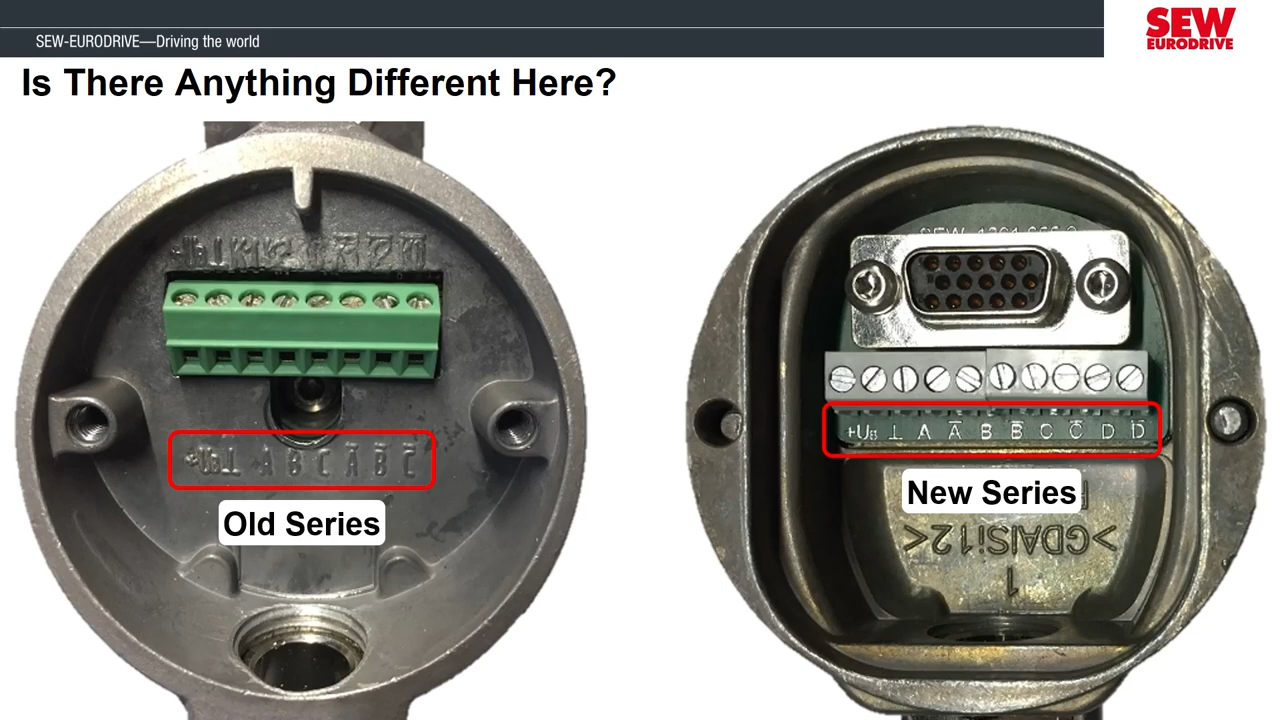 SEW-EURODRIVE—Driving the world
SEW
EURODRIVE
Is There Anything Different Here?
+UB ⊥ A B C A̅ B̅ C̅
Old Series
+UB ⊥ A A̅ B B̅ C C̅ D D̅
New Series
>GDAlSi12<
1